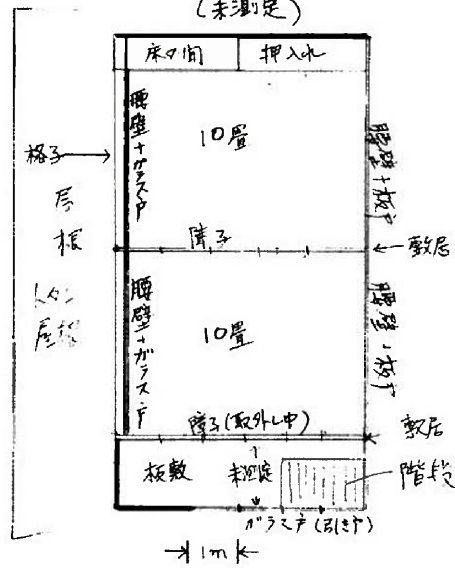 (未測定)
床の間
押入れ
腰壁+ガラス戸
10畳
腰壁+板戸
格子
屋根
障子
敷居
腰壁+ガラス戸
10畳
腰壁+板戸
屋根
障子(取外し中)
敷居
板敷
未測定
階段
ガラス戸(引き戸)
1m